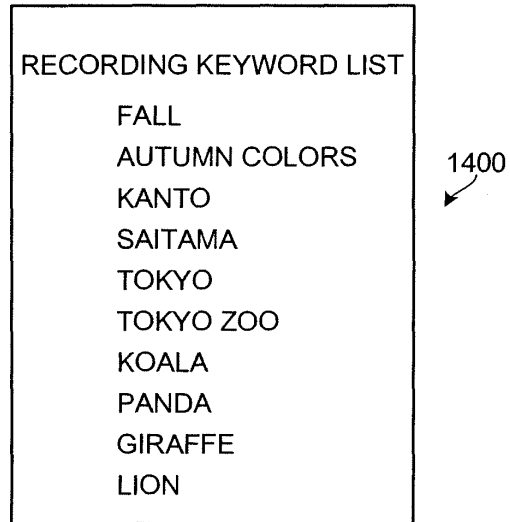 RECORDING KEYWORD LIST
FALL
AUTUMN COLORS
1400
KANTO
SAITAMA
TOKYO
TOKYO ZOO
KOALA
PANDA
GIRAFFE
LION